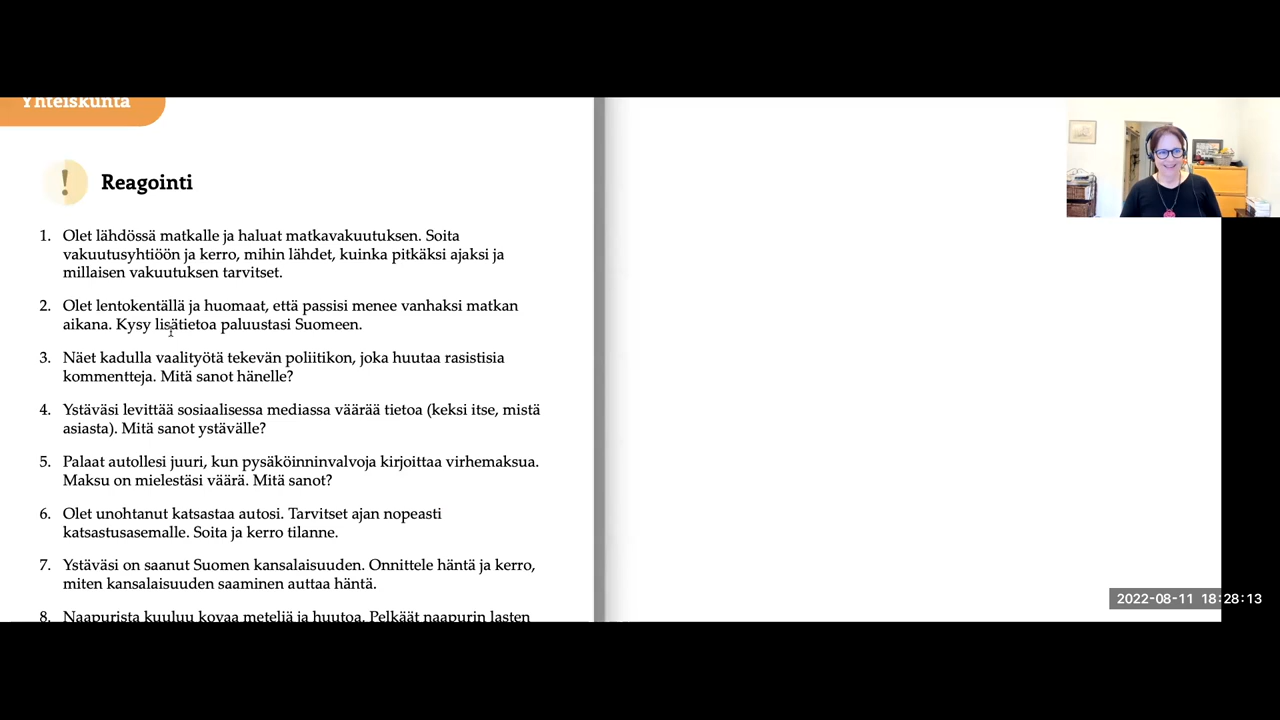 Yhteiskunta
!
Reagointi
1. Olet lähdössä matkalle ja haluat matkavakuutuksen. Soita
vakuutusyhtiöön ja kerro, mihin lähdet, kuinka pitkäksi ajaksi ja
millaisen vakuutuksen tarvitset.
2. Olet lentokentällä ja huomaat, että passisi menee vanhaksi matkan
aikana. Kysy lisätietoa paluustasi Suomeen.
3. Näet kadulla vaalityötä tekevän poliitikon, joka huutaa rasistisia
kommentteja. Mitä sanot hänelle?
4. Ystäväsi levittää sosiaalisessa mediassa väärää tietoa (keksi itse, mistä
asiasta). Mitä sanot ystävälle?
5. Palaat autollesi juuri, kun pysäköinninvalvoja kirjoittaa virhemaksua.
Maksu on mielestäsi väärä. Mitä sanot?
6. Olet unohtanut katsastaa autosi. Tarvitset ajan nopeasti
katsastusasemalle. Soita ja kerro tilanne.
7. Ystäväsi on saanut Suomen kansalaisuuden. Onnittele häntä ja kerro,
miten kansalaisuuden saaminen auttaa häntä.
8. Naapurista kuuluu kovaa meteliä ja huutoa. Pelkäät naapurin lasten
2022-08-11 18:28:13